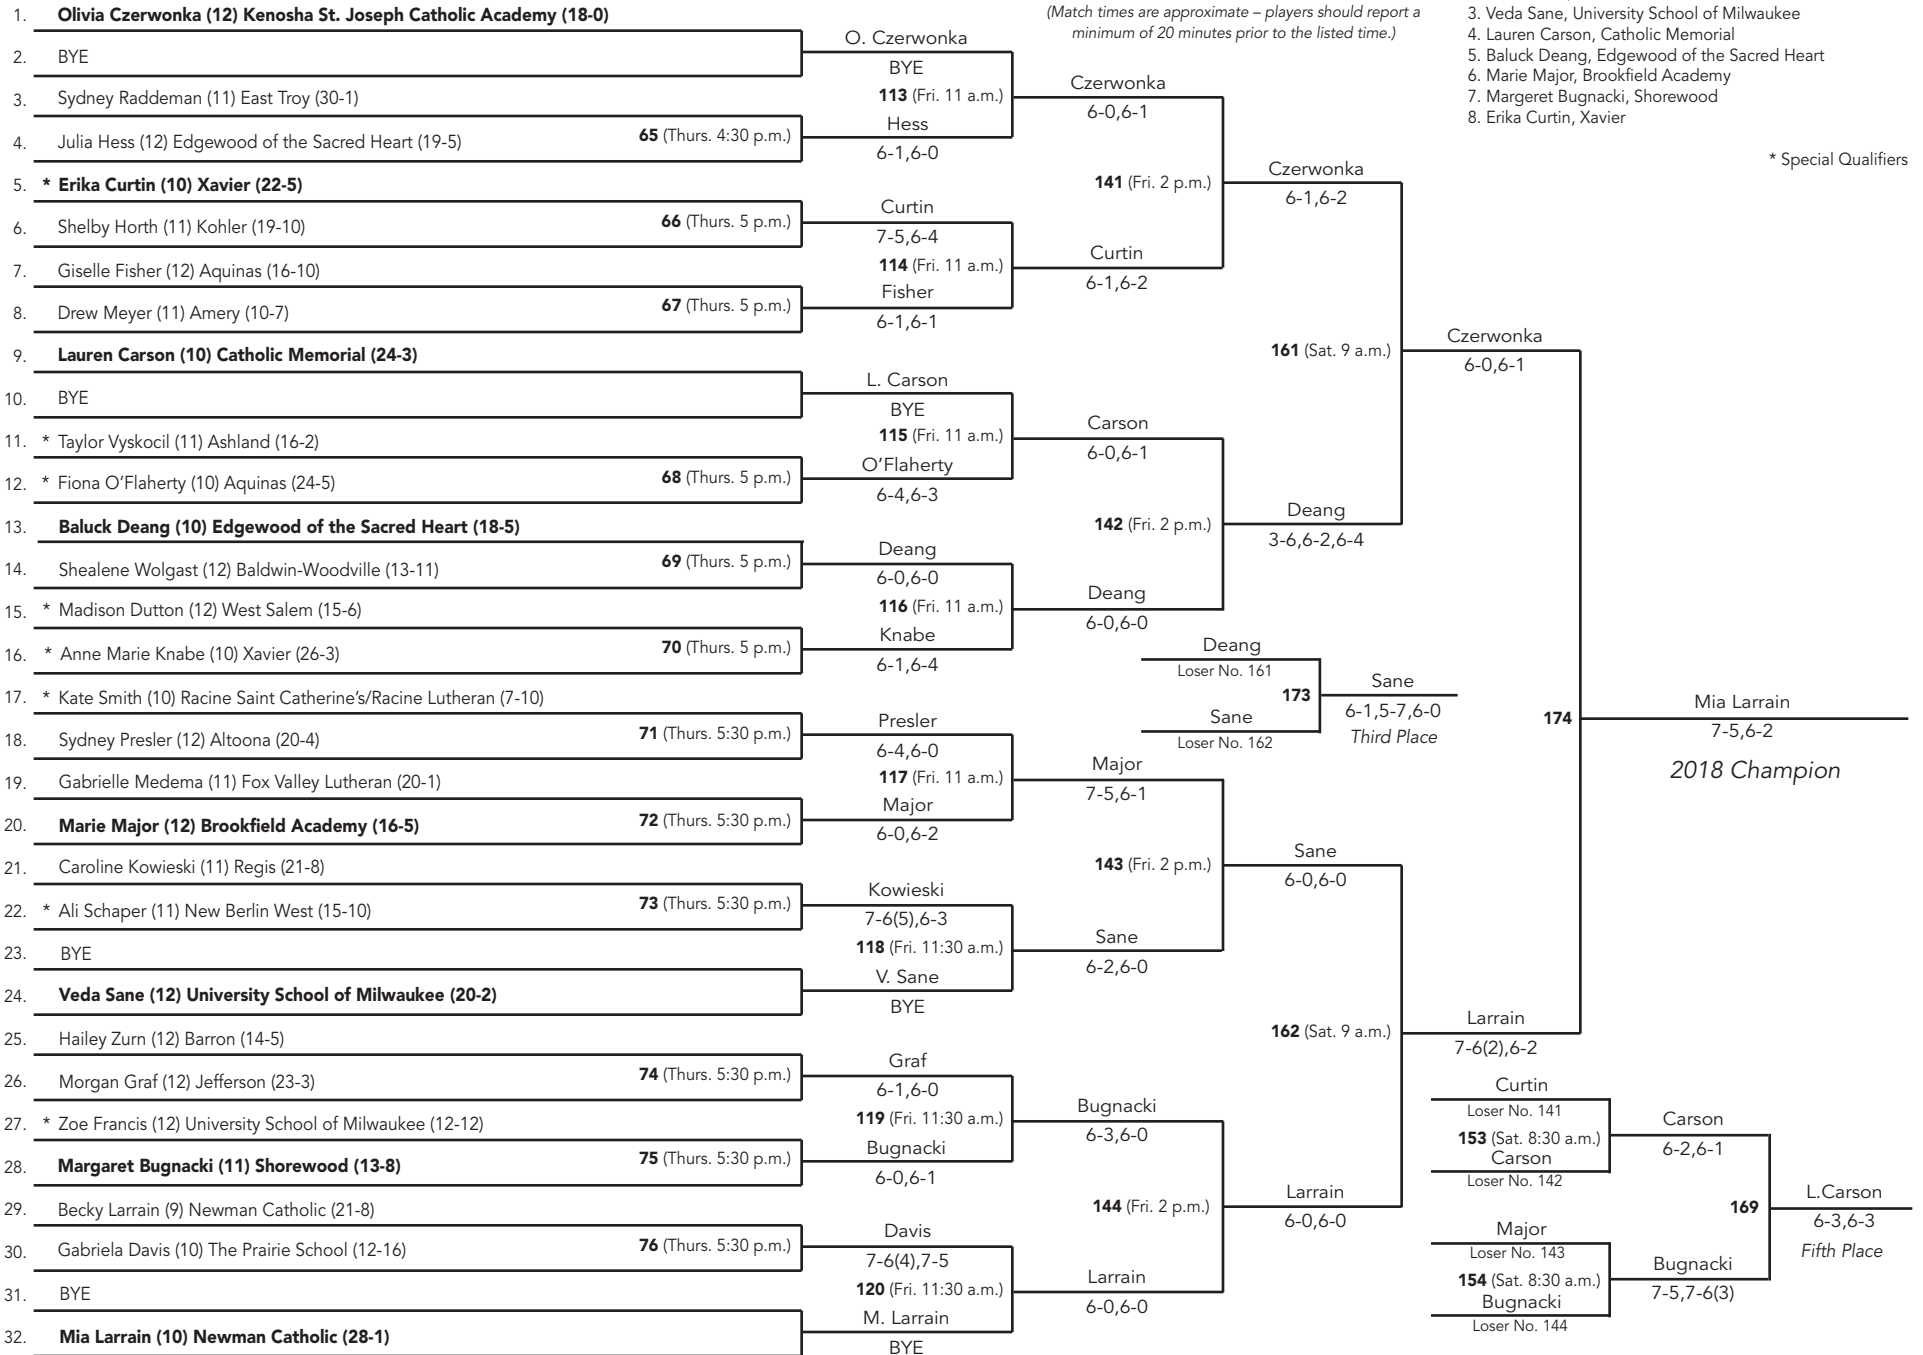 1. Olivia Czerwonka (12) Kenosha St. Joseph Catholic Academy (18-0)
2. BYE
3. Sydney Raddeman (11) East Troy (30-1)
4. Julia Hess (12) Edgewood of the Sacred Heart (19-5)
65 (Thurs. 4:30 p.m.)
5. * Erika Curtin (10) Xavier (22-5)
6. Shelby Horth (11) Kohler (19-10)
66 (Thurs. 5 p.m.)
7. Giselle Fisher (12) Aquinas (16-10)
8. Drew Meyer (11) Amery (10-7)
67 (Thurs. 5 p.m.)
9. Lauren Carson (10) Catholic Memorial (24-3)
10. BYE
11. * Taylor Vyskocil (11) Ashland (16-2)
12. * Fiona O'Flaherty (10) Aquinas (24-5)
68 (Thurs. 5 p.m.)
13. Baluck Deang (10) Edgewood of the Sacred Heart (18-5)
14. Shealene Wolgast (12) Baldwin-Woodville (13-11)
69 (Thurs. 5 p.m.)
15. * Madison Dutton (12) West Salem (15-6)
16. * Anne Marie Knabe (10) Xavier (26-3)
70 (Thurs. 5 p.m.)
17. * Kate Smith (10) Racine Saint Catherine's/Racine Lutheran (7-10)
18. Sydney Presler (12) Altoona (20-4)
71 (Thurs. 5:30 p.m.)
19. Gabrielle Medema (11) Fox Valley Lutheran (20-1)
20. Marie Major (12) Brookfield Academy (16-5)
72 (Thurs. 5:30 p.m.)
21. Caroline Kowieski (11) Regis (21-8)
22. * Ali Schaper (11) New Berlin West (15-10)
73 (Thurs. 5:30 p.m.)
23. BYE
24. Veda Sane (12) University School of Milwaukee (20-2)
25. Hailey Zurn (12) Barron (14-5)
26. Morgan Graf (12) Jefferson (23-3)
74 (Thurs. 5:30 p.m.)
27. * Zoe Francis (12) University School of Milwaukee (12-12)
28. Margaret Bugnacki (11) Shorewood (13-8)
75 (Thurs. 5:30 p.m.)
29. Becky Larrain (9) Newman Catholic (21-8)
30. Gabriela Davis (10) The Prairie School (12-16)
76 (Thurs. 5:30 p.m.)
31. BYE
32. Mia Larrain (10) Newman Catholic (28-1)
O. Czerwonka
BYE
113 (Fri. 11 a.m.)
Hess
6-1,6-0
Curtin
7-5,6-4
114 (Fri. 11 a.m.)
Fisher
6-1,6-1
L. Carson
BYE
115 (Fri. 11 a.m.)
O'Flaherty
6-4,6-3
Deang
6-0,6-0
116 (Fri. 11 a.m.)
Knabe
6-1,6-4
Presler
6-4,6-0
117 (Fri. 11 a.m.)
Major
6-0,6-2
Kowieski
7-6(5),6-3
118 (Fri. 11:30 a.m.)
V. Sane
BYE
Graf
6-1,6-0
119 (Fri. 11:30 a.m.)
Bugnacki
6-0,6-1
Davis
7-6(4),7-5
120 (Fri. 11:30 a.m.)
M. Larrain
BYE
(Match times are approximate – players should report a
minimum of 20 minutes prior to the listed time.)
Czerwonka
6-0,6-1
141 (Fri. 2 p.m.)
Curtin
6-1,6-2
Carson
6-0,6-1
142 (Fri. 2 p.m.)
Deang
6-0,6-0
Major
7-5,6-1
143 (Fri. 2 p.m.)
Sane
6-2,6-0
Bugnacki
6-3,6-0
144 (Fri. 2 p.m.)
Larrain
6-0,6-0
Czerwonka
6-1,6-2
161 (Sat. 9 a.m.)
Deang
3-6,6-2,6-4
Sane
6-0,6-0
162 (Sat. 9 a.m.)
Larrain
6-0,6-0
Czerwonka
6-0,6-1
174
Larrain
7-6(2),6-2
Mia Larrain
7-5,6-2
2018 Champion
Deang
Loser No. 161
173
Sane
Loser No. 162
Sane
6-1,5-7,6-0
Third Place
Curtin
Loser No. 141
153 (Sat. 8:30 a.m.)
Carson
Loser No. 142
Carson
6-2,6-1
169
Major
Loser No. 143
154 (Sat. 8:30 a.m.)
Bugnacki
Loser No. 144
Bugnacki
7-5,7-6(3)
L.Carson
6-3,6-3
Fifth Place
3. Veda Sane, University School of Milwaukee
4. Lauren Carson, Catholic Memorial
5. Baluck Deang, Edgewood of the Sacred Heart
6. Marie Major, Brookfield Academy
7. Margeret Bugnacki, Shorewood
8. Erika Curtin, Xavier
* Special Qualifiers